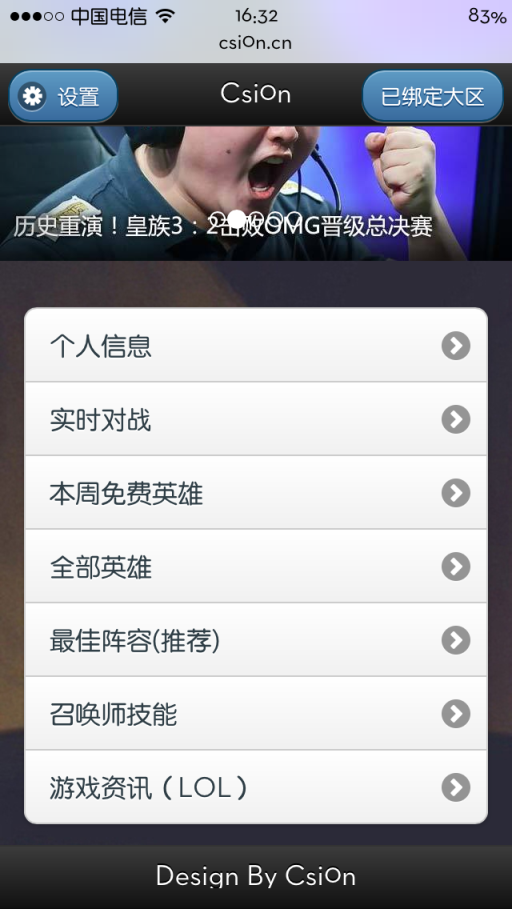 中国电信 16:32 83%
csion.cn
设置 Csion 已绑定大区
历史重演！皇族3：2击败OMG晋级总决赛
个人信息
实时对战
本周免费英雄
全部英雄
最佳阵容(推荐)
召唤师技能
游戏资讯（LOL）
Design By Csion